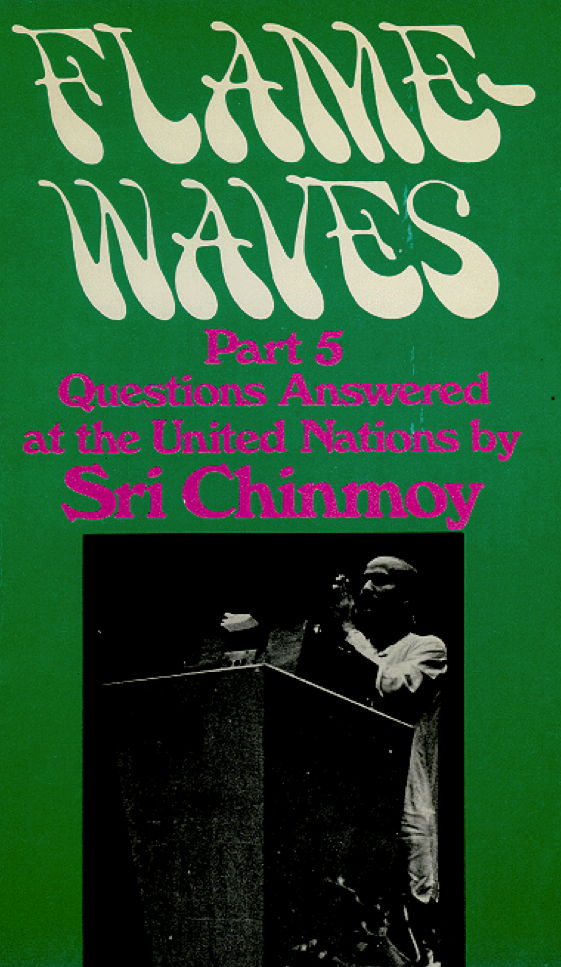 FLAME-
WAVES
Part 5
Questions Answered
at the United Nations by
Sri Chinmoy